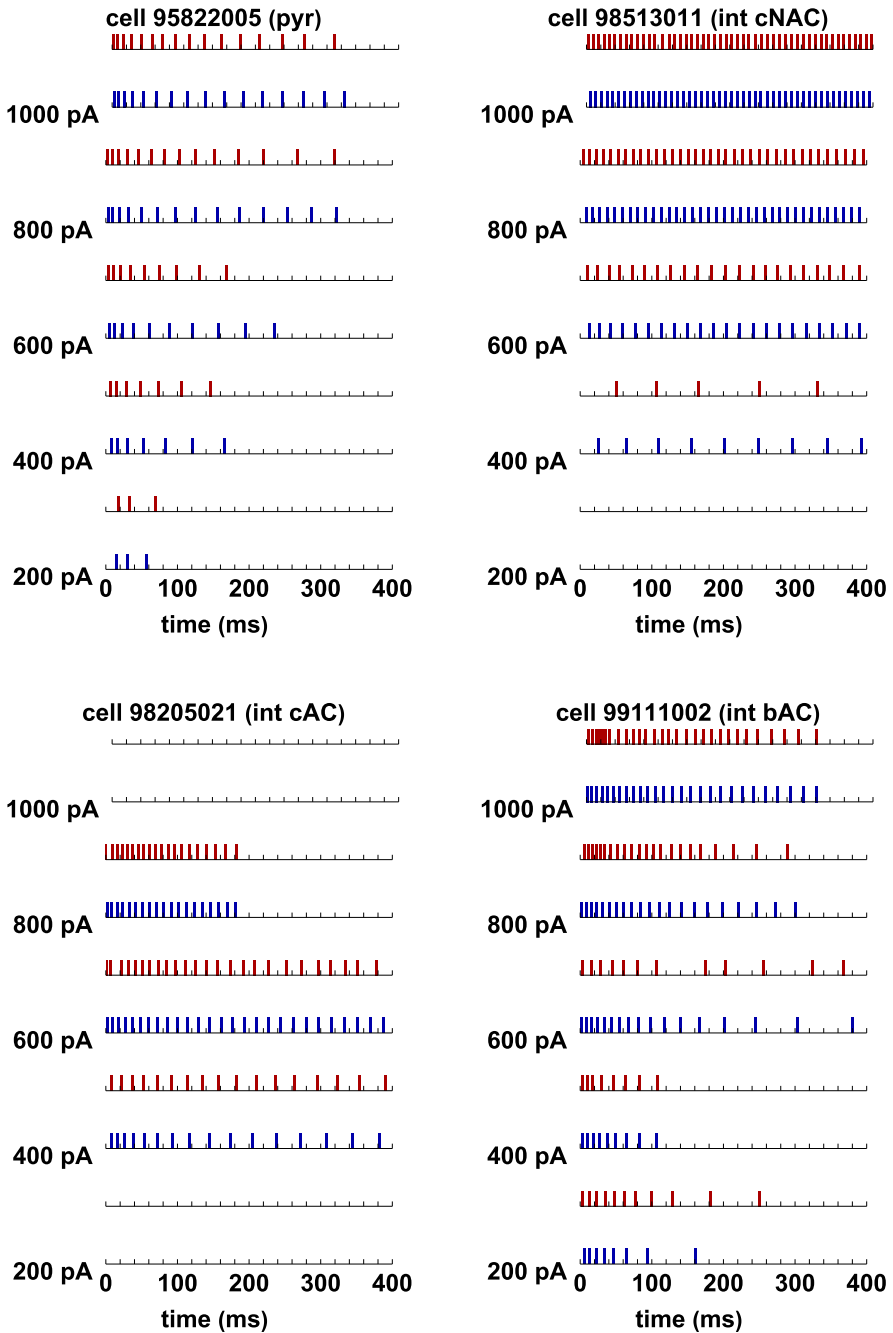 cell 95822005 (pyr)
1000 pA
800 pA
600 pA
400 pA
200 pA
0 100 200 300 400
time (ms)
cell 98513011 (int cNAC)
1000 pA
800 pA
600 pA
400 pA
200 pA
0 100 200 300 400
time (ms)
cell 98205021 (int cAC)
1000 pA
800 pA
600 pA
400 pA
200 pA
0 100 200 300 400
time (ms)
cell 99111002 (int bAC)
1000 pA
800 pA
600 pA
400 pA
200 pA
0 100 200 300 400
time (ms)